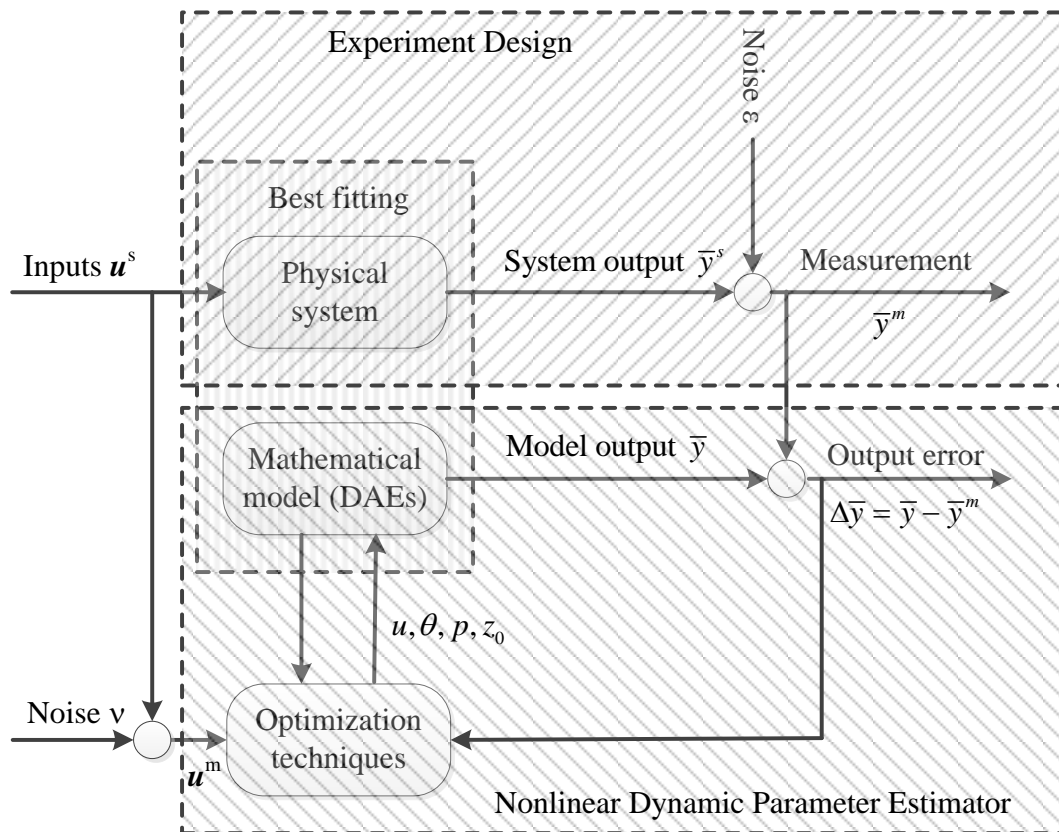 Experiment Design
Noise ε
Best fitting
Inputs u^s
Physical
system
System output ȳ^s
Measurement
ȳ^m
Mathematical
model (DAEs)
Model output ȳ
Output error
Δȳ = ȳ − ȳ^m
u, θ, p, z_0
Noise ν
Optimization
techniques
u^m
Nonlinear Dynamic Parameter Estimator